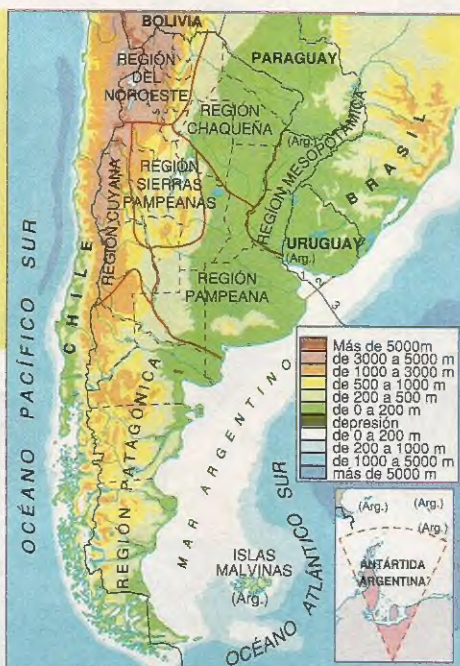 BOLIVIA
REGIÓN
DEL
NOROESTE
PARAGUAY
REGIÓN
CHAQUEÑA
(Arg.)
REGIÓN MESOPOTÁMICA
BRASIL
REGIÓN
SIERRAS
PAMPEANAS
REGIÓN CUYANA
CHILE
OCÉANO PACÍFICO SUR
URUGUAY
(Arg.)
1
2
3
REGIÓN
PAMPEANA
REGIÓN PATAGÓNICA
MAR ARGENTINO
ISLAS
MALVINAS
(Arg.)
OCÉANO ATLÁNTICO SUR
Más de 5000m
de 3000 a 5000 m
de 1000 a 3000 m
de 500 a 1000 m
de 200 a 500 m
de 0 a 200 m
depresión
de 0 a 200 m
de 200 a 1000 m
de 1000 a 5000 m
más de 5000 m
(Arg.)
(Arg.)
(Arg.)
ANTÁRTIDA
ARGENTINA